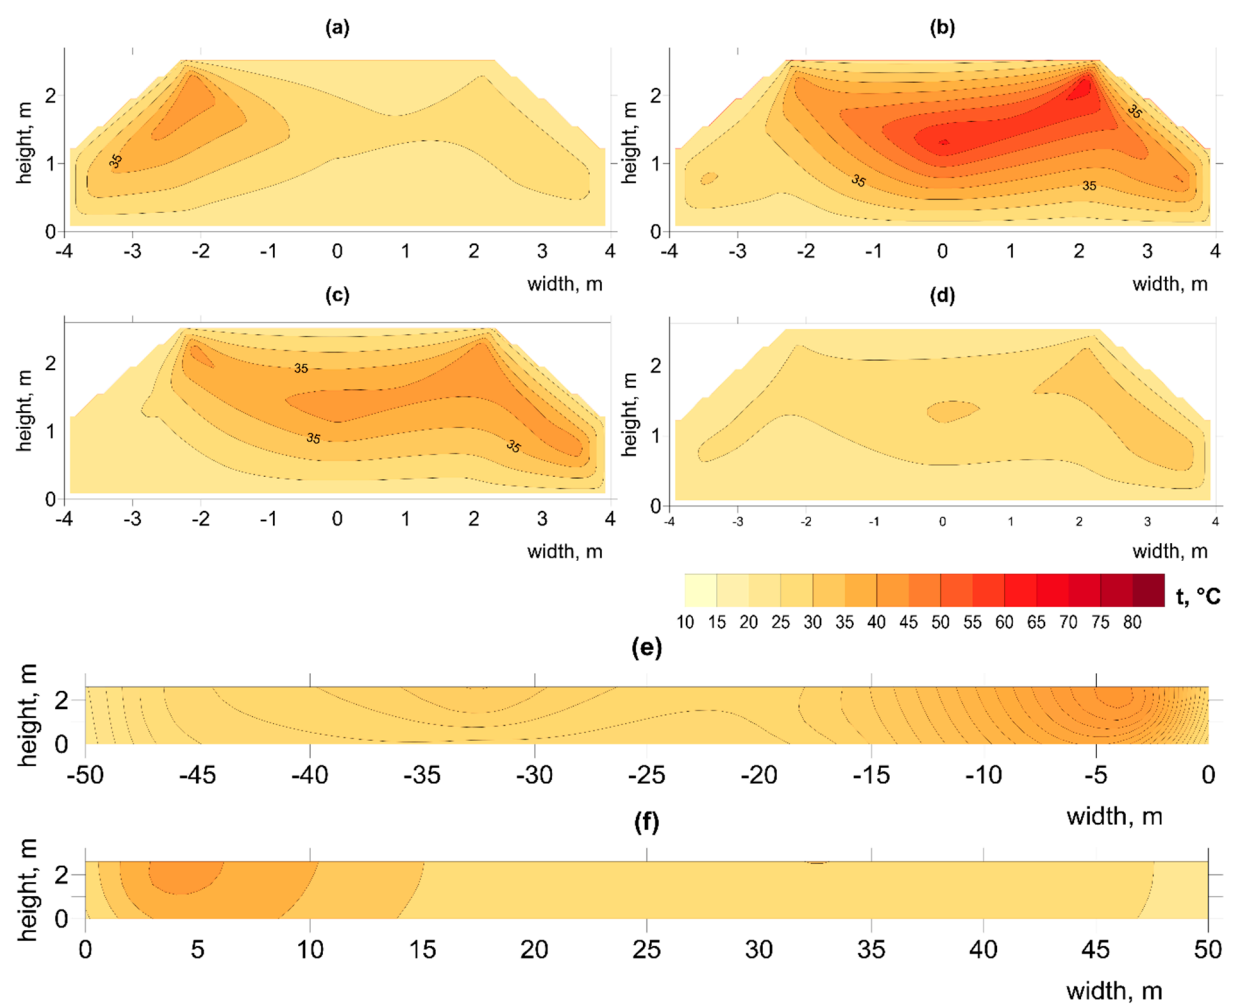 (a) (b)
height, m 2 1 0 35 height, m 2 1 0 35 35 35
-4 -3 -2 -1 0 1 2 3 4 -4 -3 -2 -1 0 1 2 3 4
width, m width, m
(c) (d)
height, m 2 1 0 35 35 35 height, m 2 1 0
-4 -3 -2 -1 0 1 2 3 4 -4 -3 -2 -1 0 1 2 3 4
width, m width, m
t, °C
10 15 20 25 30 35 40 45 50 55 60 65 70 75 80
(e)
height, m 2 0
-50 -45 -40 -35 -30 -25 -20 -15 -10 -5 0
width, m
(f)
height, m 2 0
0 5 10 15 20 25 30 35 40 45 50
width, m